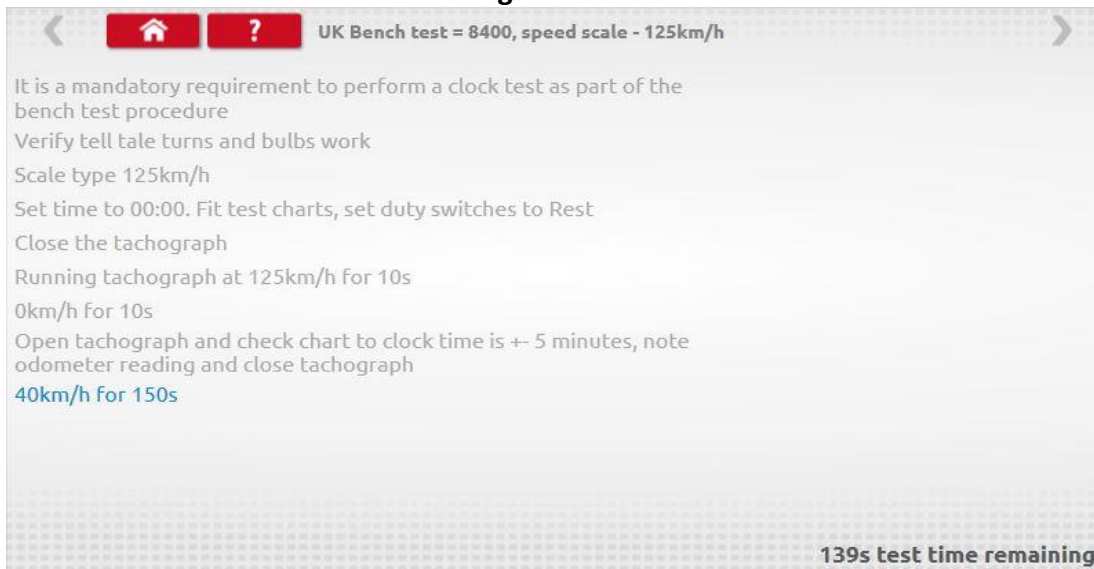 ?
UK Bench test = 8400, speed scale - 125km/h
It is a mandatory requirement to perform a clock test as part of the
bench test procedure
Verify tell tale turns and bulbs work
Scale type 125km/h
Set time to 00:00. Fit test charts, set duty switches to Rest
Close the tachograph
Running tachograph at 125km/h for 10s
0km/h for 10s
Open tachograph and check chart to clock time is +- 5 minutes, note
odometer reading and close tachograph
40km/h for 150s
139s test time remaining